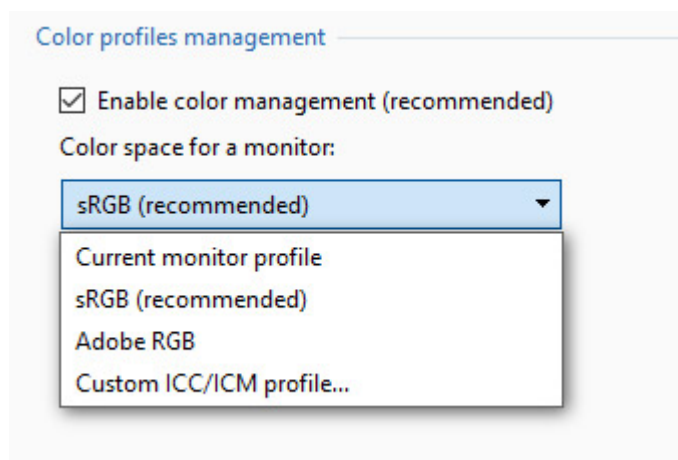 Color profiles management
Enable color management (recommended)
Color space for a monitor:
sRGB (recommended)
Current monitor profile
sRGB (recommended)
Adobe RGB
Custom ICC/ICM profile...